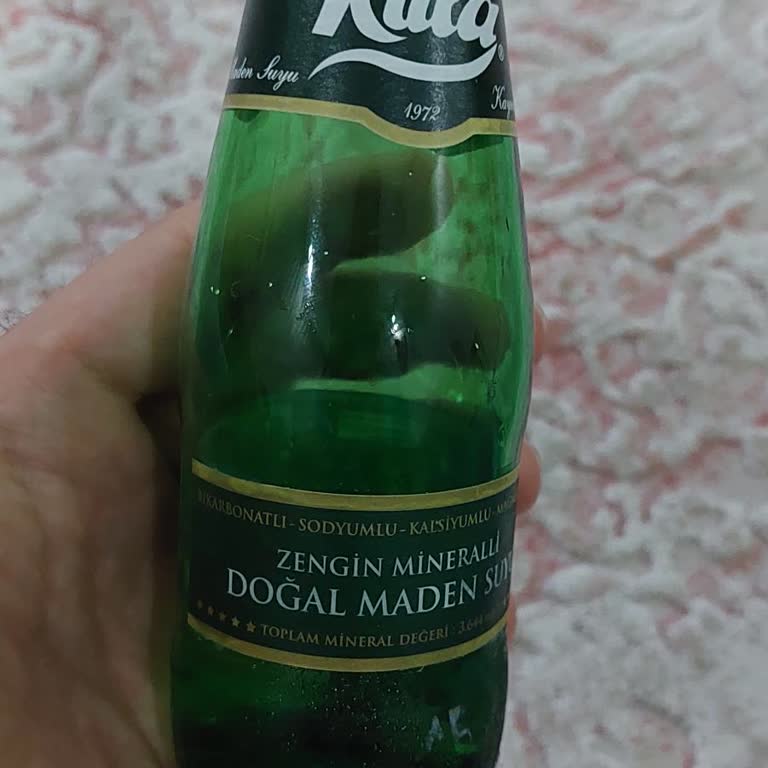 Kula®
Maden Suyu
1972
BİKARBONATLI - SODYUMLU - KALSİYUMLU -
ZENGİN MİNERALLİ
DOĞAL MADEN SUYU
★★★★★ TOPLAM MİNERAL DEĞERİ : 3.644